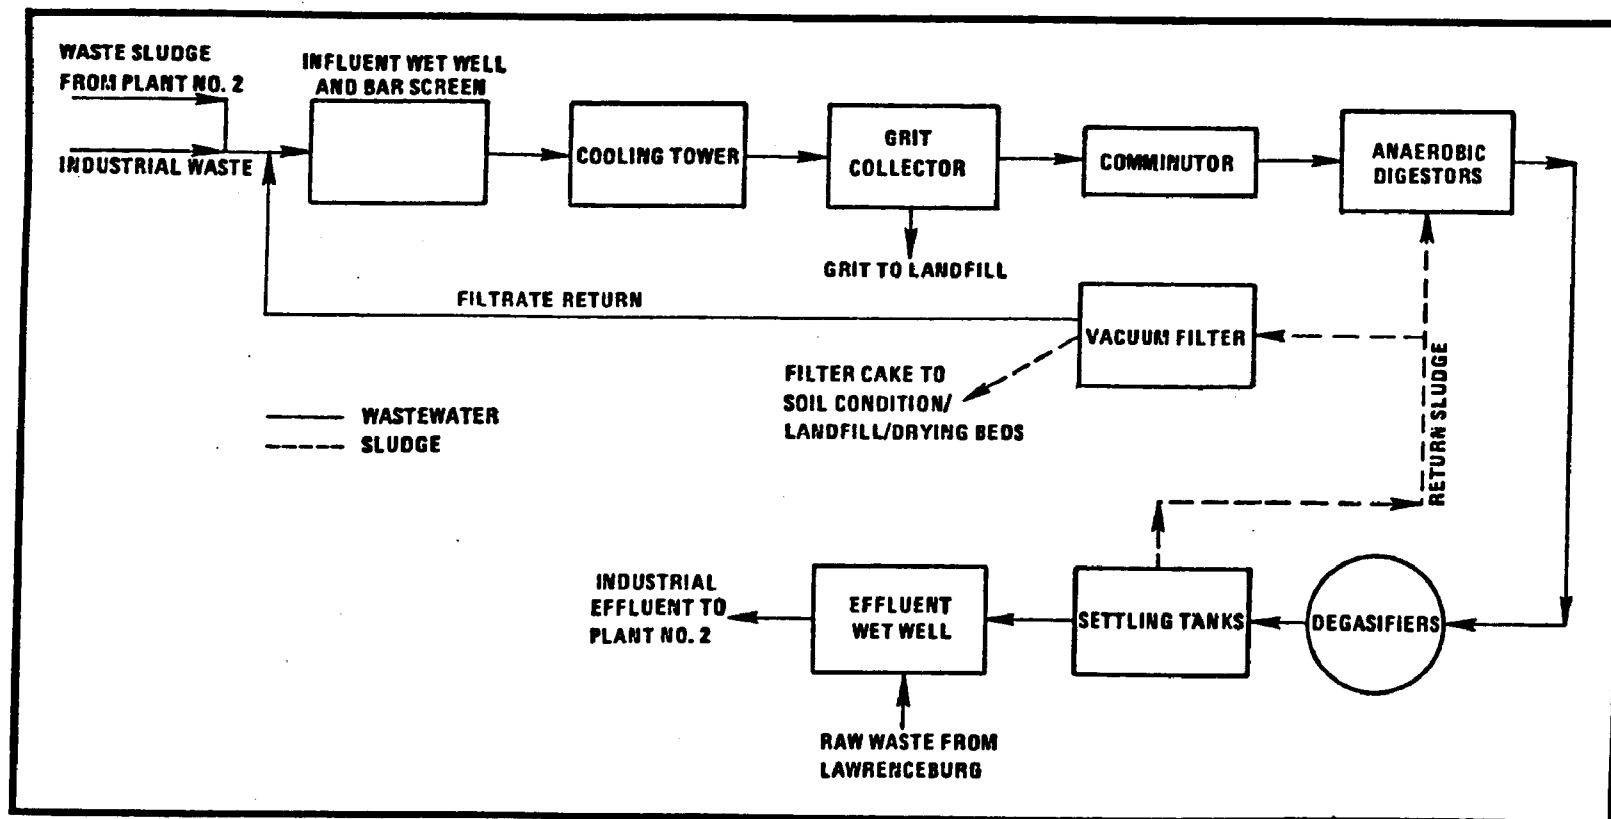 WASTE SLUDGE
FROM PLANT NO. 2
INDUSTRIAL WASTE
INFLUENT WET WELL
AND BAR SCREEN
COOLING TOWER
GRIT
COLLECTOR
COMMINUTOR
ANAEROBIC
DIGESTORS
GRIT TO LANDFILL
FILTRATE RETURN
VACUUM FILTER
FILTER CAKE TO
SOIL CONDITION/
LANDFILL/DRYING BEDS
RETURN SLUDGE
WASTEWATER
SLUDGE
INDUSTRIAL
EFFLUENT TO
PLANT NO. 2
EFFLUENT
WET WELL
SETTLING TANKS
DEGASIFIERS
RAW WASTE FROM
LAWRENCEBURG